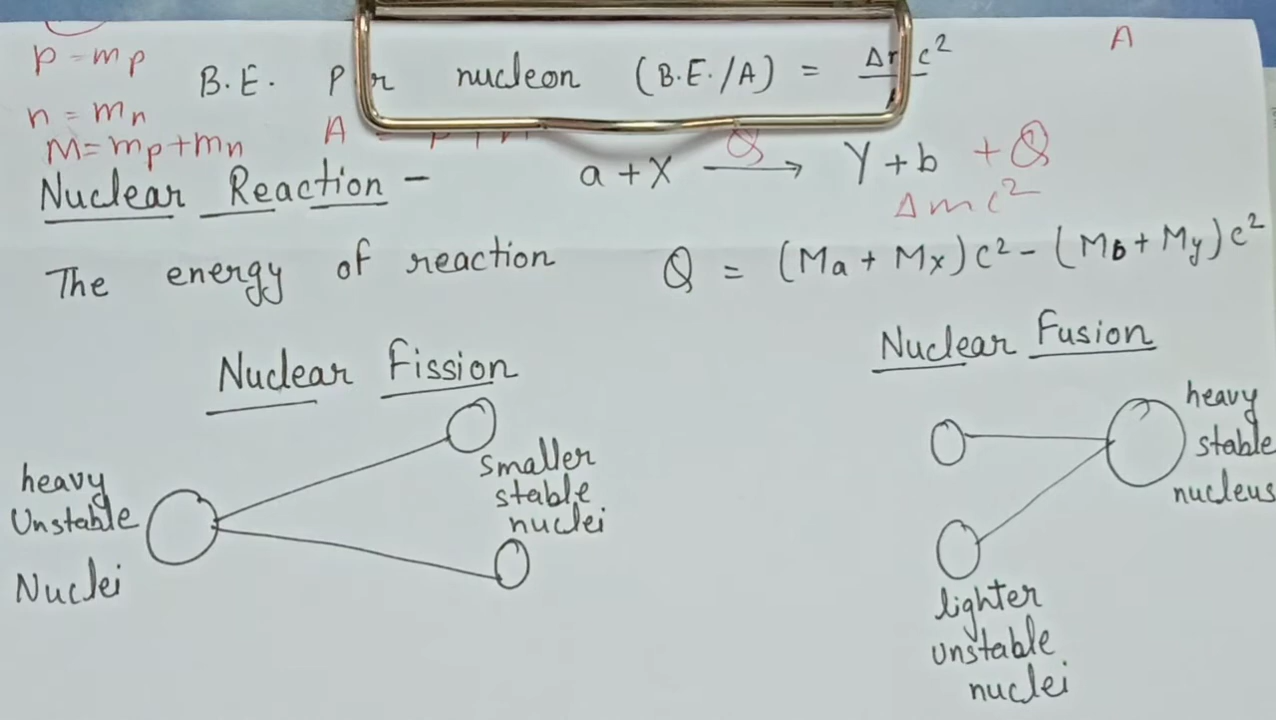 p = mp
n = mn
M = mp + mn
A
B.E. P r nucleon (B.E./A) = Δ c²
A
Nuclear Reaction - a + X Q → Y + b + Q
Δmc²
The energy of reaction Q = (Ma + Mx)c² - (Mb + My)c²
Nuclear Fission
heavy
Unstable
Nuclei
smaller
stable
nuclei
Nuclear Fusion
heavy
stable
nucleus
lighter
unstable
nuclei